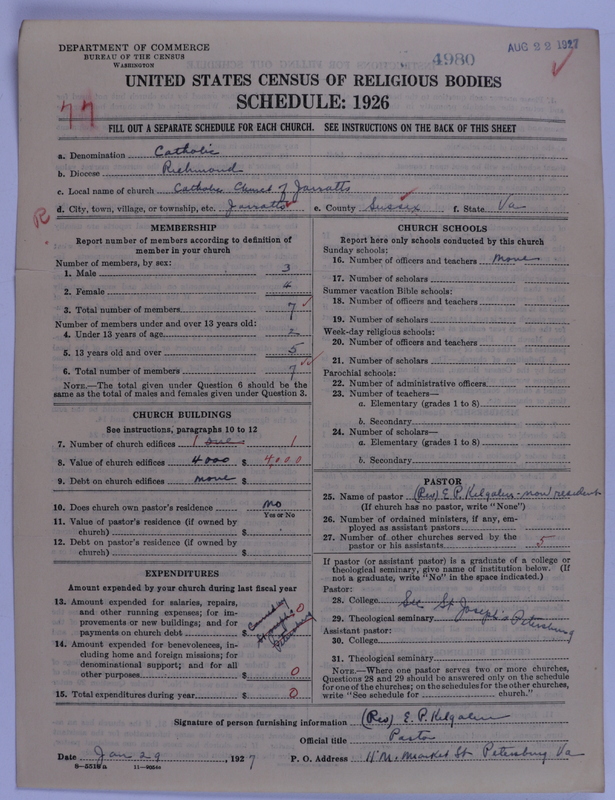 DEPARTMENT OF COMMERCE
BUREAU OF THE CENSUS
WASHINGTON
4980
AUG 22 1927
UNITED STATES CENSUS OF RELIGIOUS BODIES
SCHEDULE: 1926
77
FILL OUT A SEPARATE SCHEDULE FOR EACH CHURCH. SEE INSTRUCTIONS ON THE BACK OF THIS SHEET
a. Denomination Catholic
b. Diocese Richmond
c. Local name of church Catholic Church of Jarratts
d. City, town, village, or township, etc. Jarratts e. County Sussex f. State Va
R
MEMBERSHIP
Report number of members according to definition of
member in your church
Number of members, by sex:
1. Male 3
2. Female 4
3. Total number of members 7
Number of members under and over 13 years old:
4. Under 13 years of age 2
5. 13 years old and over 5
6. Total number of members 7
NOTE.—The total given under Question 6 should be
same as the total of males and females given under Question 3.
CHURCH BUILDINGS
See instructions, paragraphs 10 to 12
7. Number of church edifices 1 one 1
8. Value of church edifices 4000 $ 4,000
9. Debt on church edifices none $
10. Does church own pastor's residence no
Yes or No
11. Value of pastor's residence (if owned by
church) $
12. Debt on pastor's residence (if owned by
church) $
EXPENDITURES
Amount expended by your church during last fiscal year
13. Amount expended for salaries, repairs,
and other running expenses; for im-
provements or new buildings; and for
payments on church debt $ 0
Carried by St Joseph's Petersburg
14. Amount expended for benevolences, in-
cluding home and foreign missions; for
denominational support; and for all
other purposes $ 0
15. Total expenditures during year $ 0
CHURCH SCHOOLS
Report here only schools conducted by this church
Sunday schools:
16. Number of officers and teachers none
17. Number of scholars
Summer vacation Bible schools:
18. Number of officers and teachers
19. Number of scholars
Week-day religious schools:
20. Number of officers and teachers
21. Number of scholars
Parochial schools:
22. Number of administrative officers
23. Number of teachers—
a. Elementary (grades 1 to 8)
b. Secondary
24. Number of scholars—
a. Elementary (grades 1 to 8)
b. Secondary
PASTOR
25. Name of pastor (Rev) E. P. Kilgalen - non resident
(If church has no pastor, write "None")
26. Number of ordained ministers, if any, em-
ployed as assistant pastors
27. Number of other churches served by the
pastor or his assistants 5
If pastor (or assistant pastor) is a graduate of a college or
theological seminary, give name of institution below. (If
not a graduate, write "No" in the space indicated.)
Pastor:
28. College See St Joseph's Petersburg
29. Theological seminary
Assistant pastor:
30. College
31. Theological seminary
NOTE.—Where one pastor serves two or more churches,
Questions 28 and 29 should be answered only on the schedule
for one of the churches; on the schedules for the other churches,
write "See schedule for church."
Signature of person furnishing information (Rev) E. P. Kilgalen
Official title Pastor
Date Jan 29, 1927 P. O. Address Market St Petersburg Va
8—5516a 11—9054a